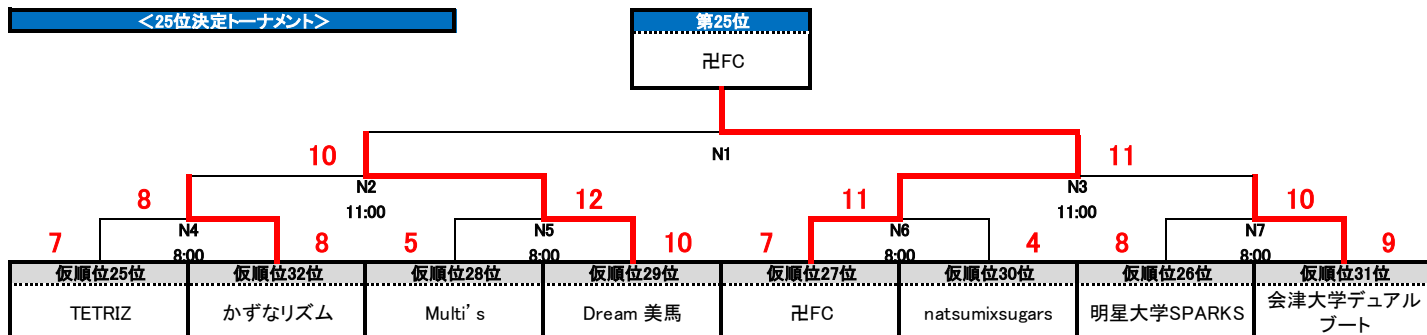 ＜25位決定トーナメント＞
第25位
卍FC
N1
10
11
N2
11:00
N3
11:00
8
12
11
10
N4
8:00
N5
8:00
N6
8:00
N7
8:00
7
8
5
10
7
4
8
9
仮順位25位
仮順位32位
仮順位28位
仮順位29位
仮順位27位
仮順位30位
仮順位26位
仮順位31位
TETRIZ
かずなリズム
Multi’s
Dream 美馬
卍FC
natsumixsugars
明星大学SPARKS
会津大学デュアル
ブート